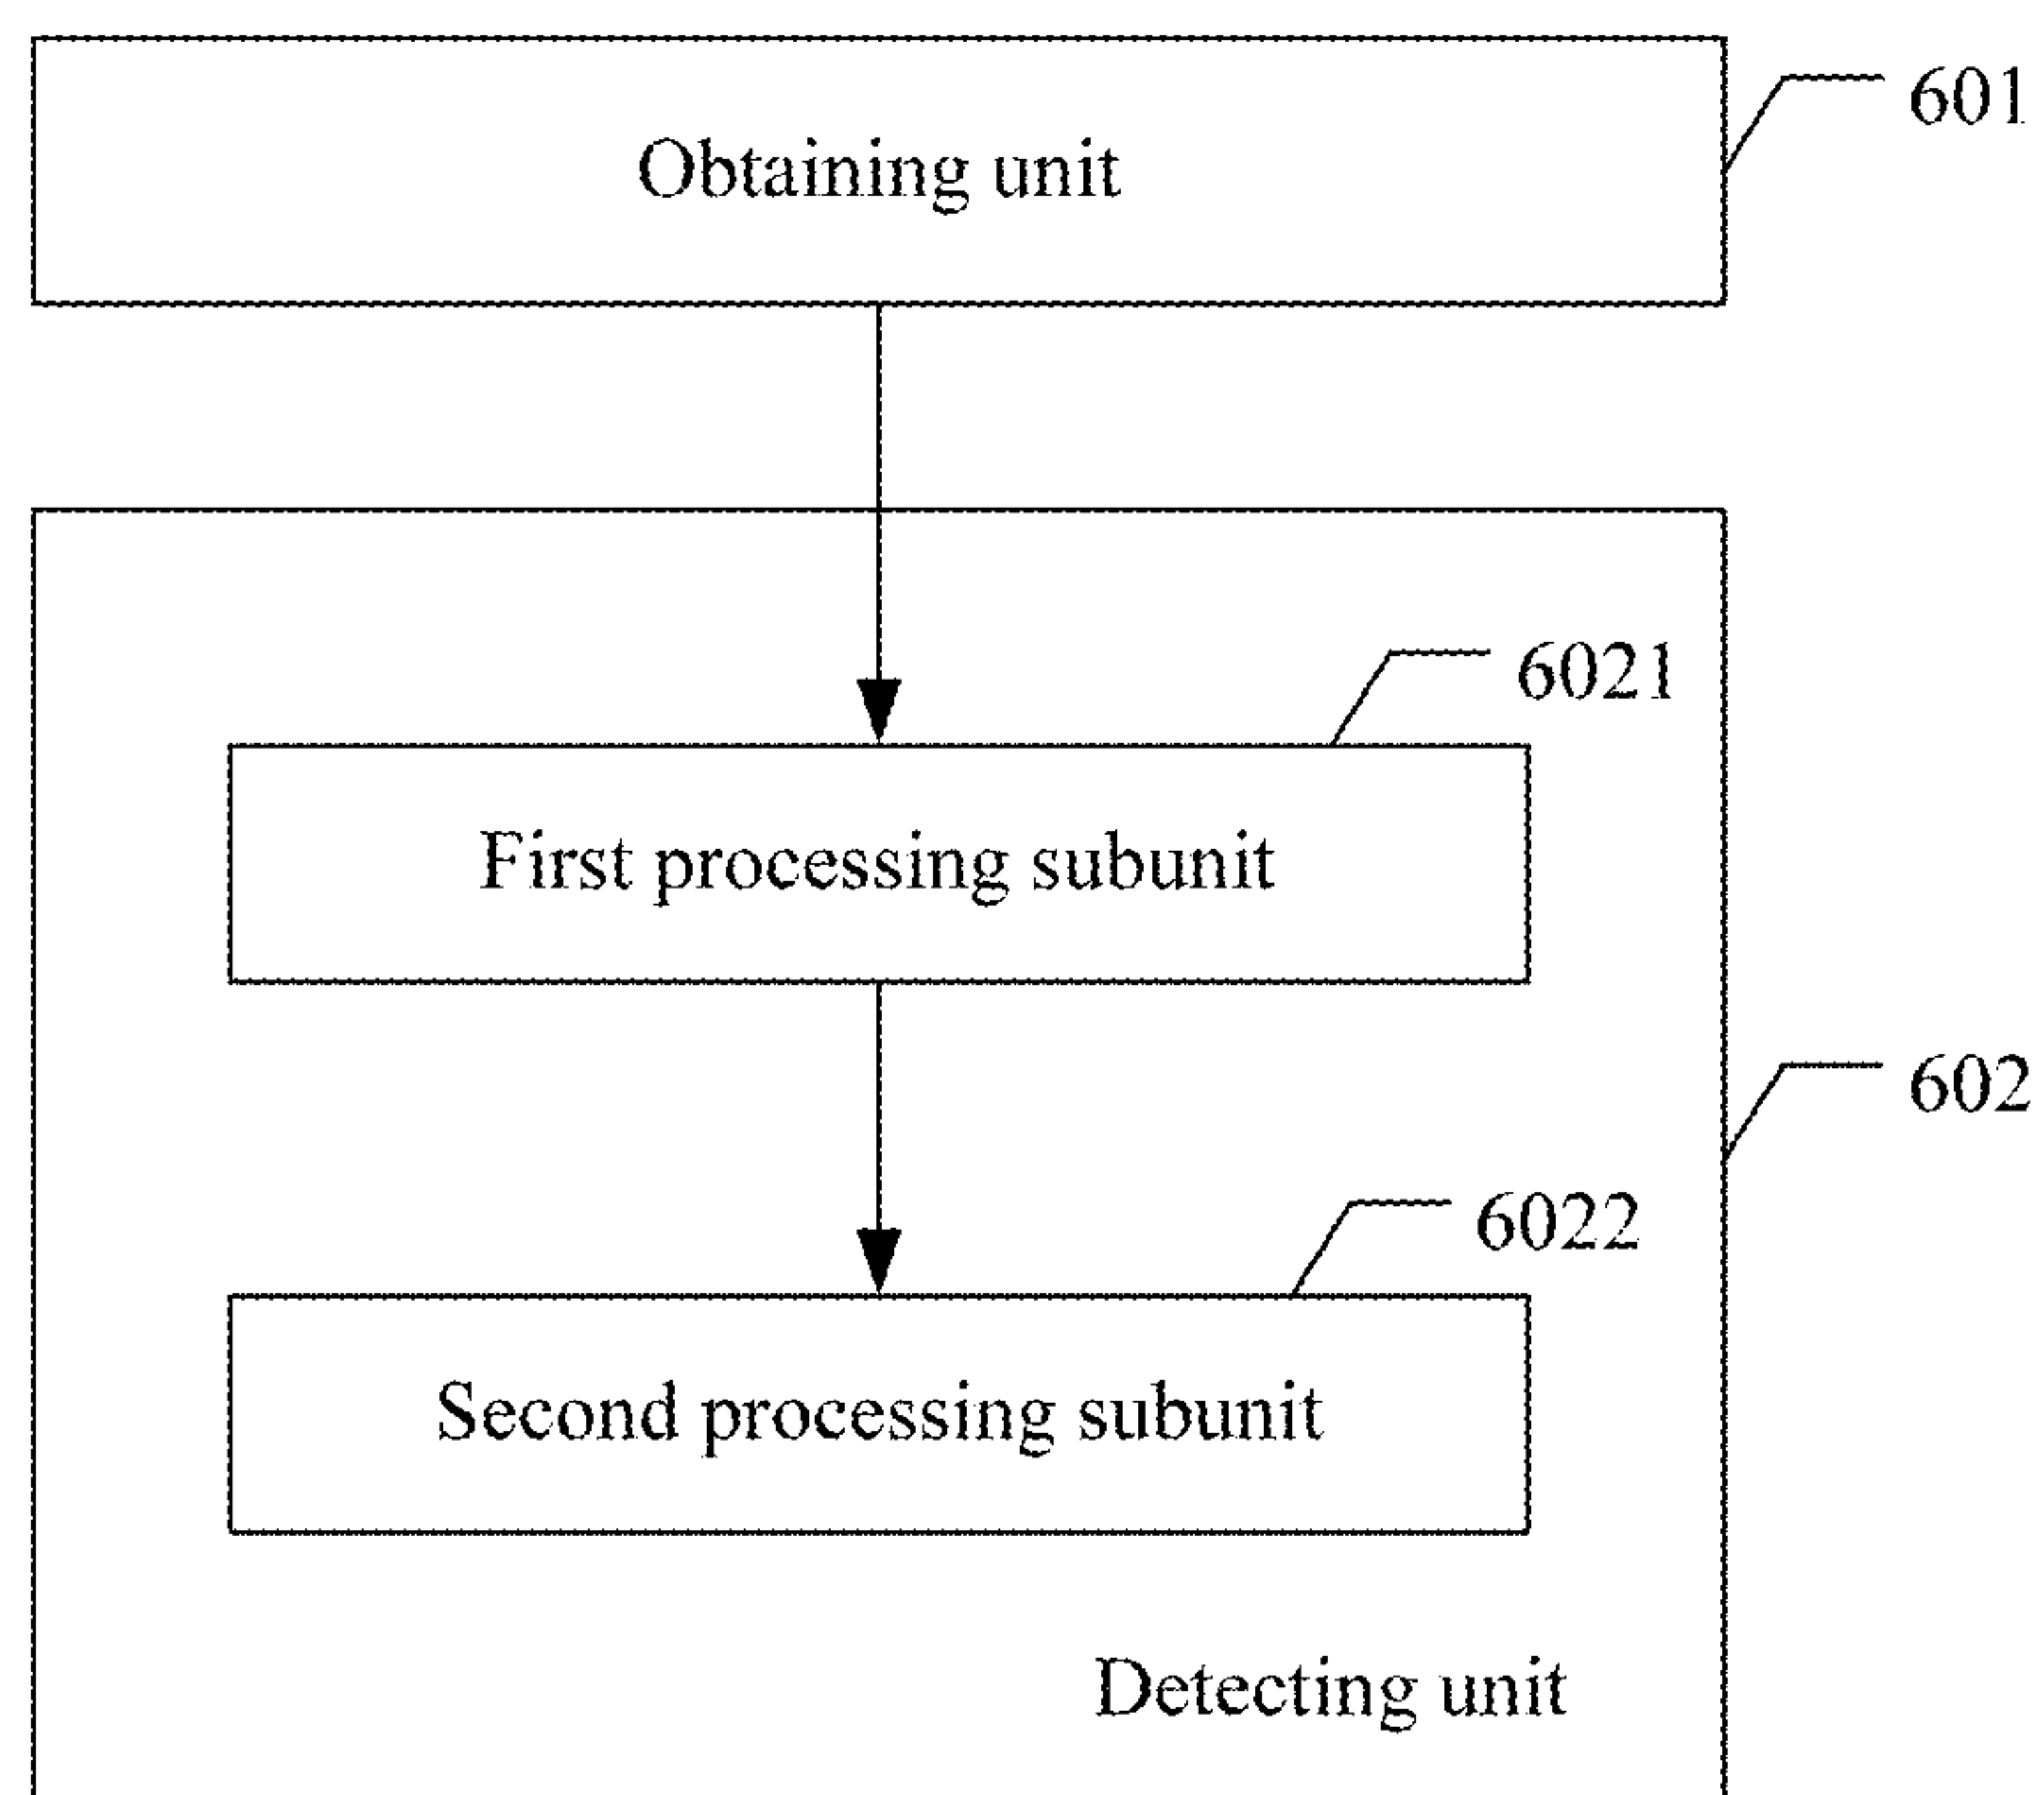 601
Obtaining unit
6021
First processing subunit
602
6022
Second processing subunit
Detecting unit